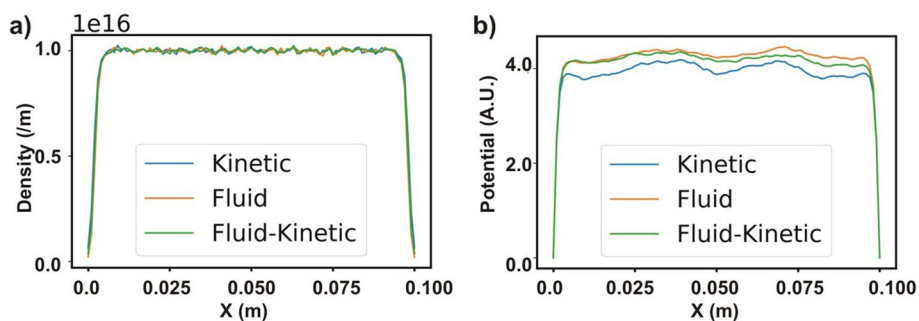 a)
1e16
1.0
0.5
0.0
Density (/m)
Kinetic
Fluid
Fluid-Kinetic
0.0 0.025 0.050 0.075 0.100
X (m)
b)
4.0
2.0
0.0
Potential (A.U.)
Kinetic
Fluid
Fluid-Kinetic
0.0 0.025 0.050 0.075 0.100
X (m)